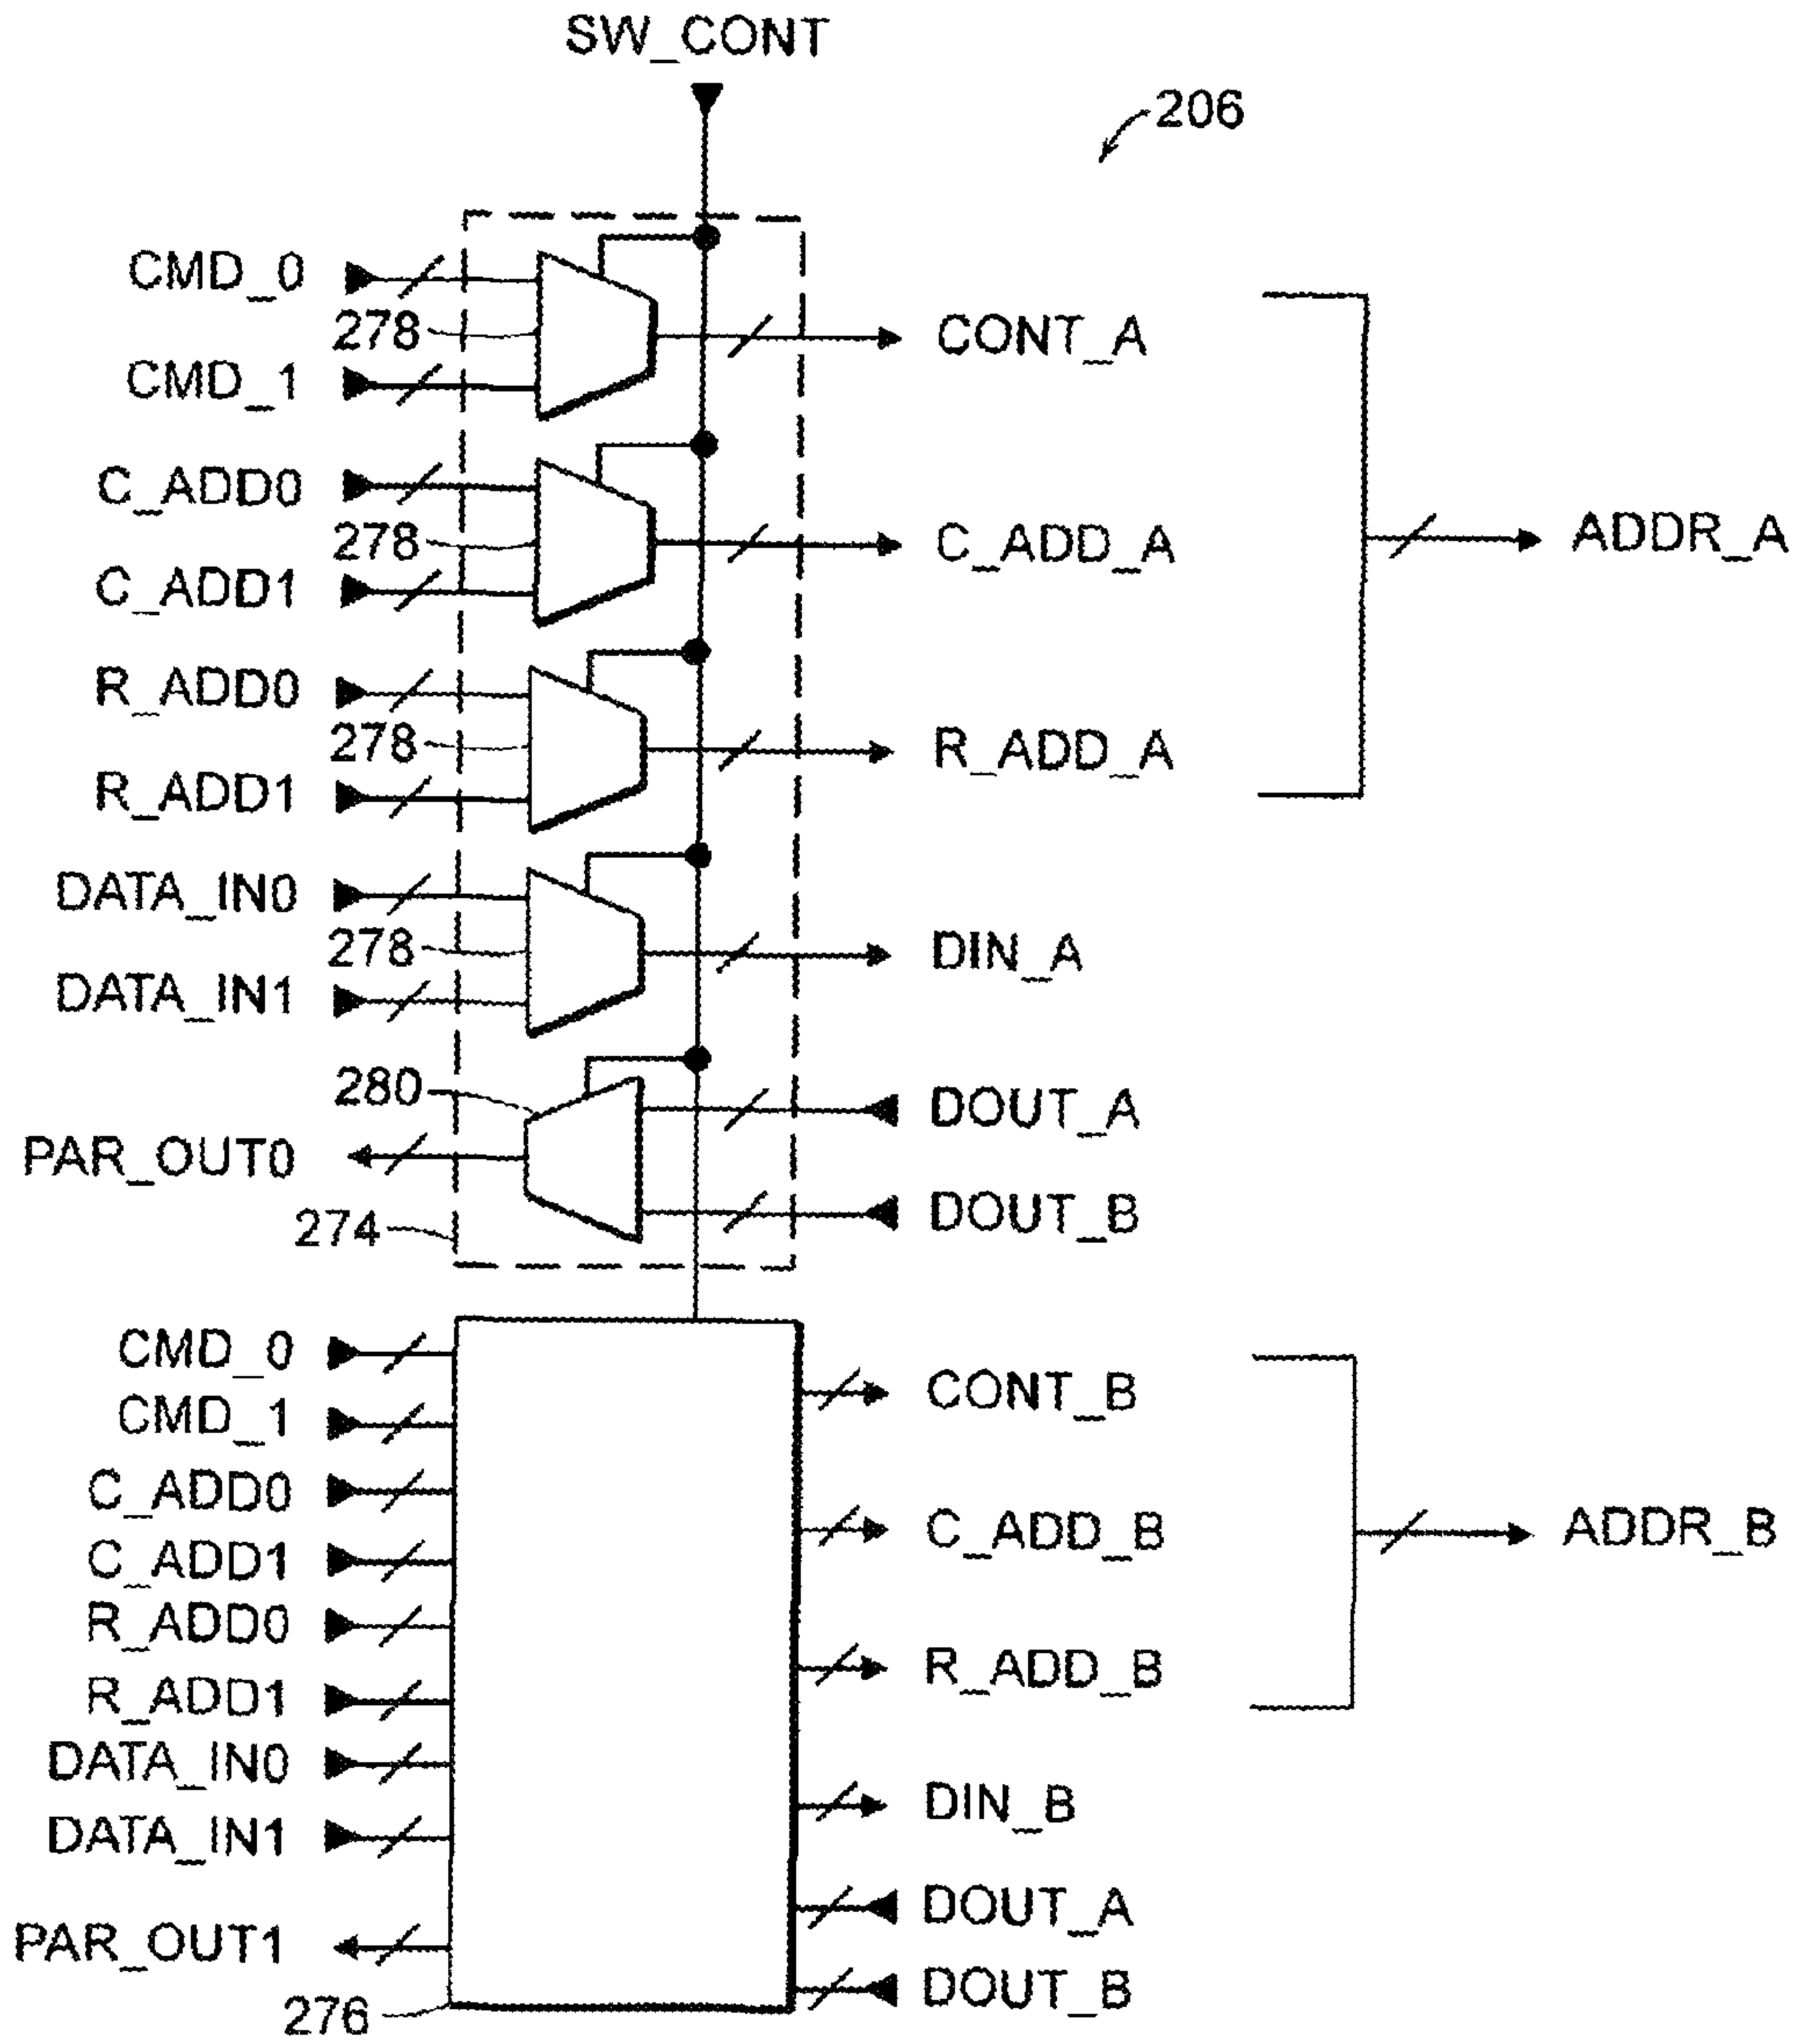 SW_CONT
206
CMD_0
278
CMD_1
CONT_A
C_ADD0
278
C_ADD1
C_ADD_A
ADDR_A
R_ADD0
278
R_ADD1
R_ADD_A
DATA_IN0
278
DATA_IN1
DIN_A
280
DOUT_A
PAR_OUT0
DOUT_B
274
CMD_0
CMD_1
CONT_B
C_ADD0
C_ADD1
C_ADD_B
ADDR_B
R_ADD0
R_ADD1
R_ADD_B
DATA_IN0
DATA_IN1
DIN_B
DOUT_A
PAR_OUT1
DOUT_B
276